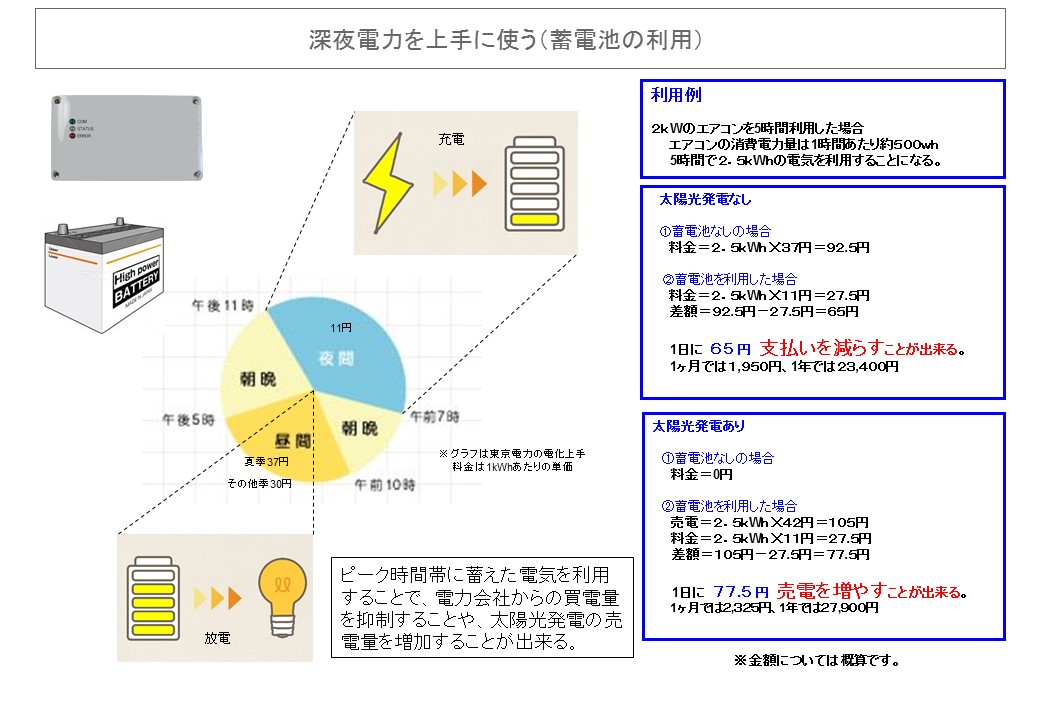 深夜電力を上手に使う(蓄電池の利用)
COM
STATUS
ERROR
High power
BATTERY
MADE IN JAPAN
充電
午後11時
11円
夜間
朝晩
午後5時
午前7時
朝晩
昼間
夏季37円
その他季30円
午前10時
※グラフは東京電力の電化上手
料金は1kWhあたりの単価
放電
ピーク時間帯に蓄えた電気を利用
することで、電力会社からの買電量
を抑制することや、太陽光発電の売
電量を増加することが出来る。
利用例
2kWのエアコンを5時間利用した場合
エアコンの消費電力量は1時間あたり約500wh
5時間で2.5kWhの電気を利用することになる。
太陽光発電なし
①蓄電池なしの場合
料金=2.5kWh×37円=92.5円
②蓄電池を利用した場合
料金=2.5kWh×11円=27.5円
差額=92.5円-27.5円=65円
1日に 65円 支払いを減らすことが出来る。
1ヶ月では1,950円、1年では23,400円
太陽光発電あり
①蓄電池なしの場合
料金=0円
②蓄電池を利用した場合
売電=2.5kWh×42円=105円
料金=2.5kWh×11円=27.5円
差額=105円-27.5円=77.5円
1日に 77.5円 売電を増やすことが出来る。
1ヶ月では2,325円、1年では27,900円
※金額については概算です。